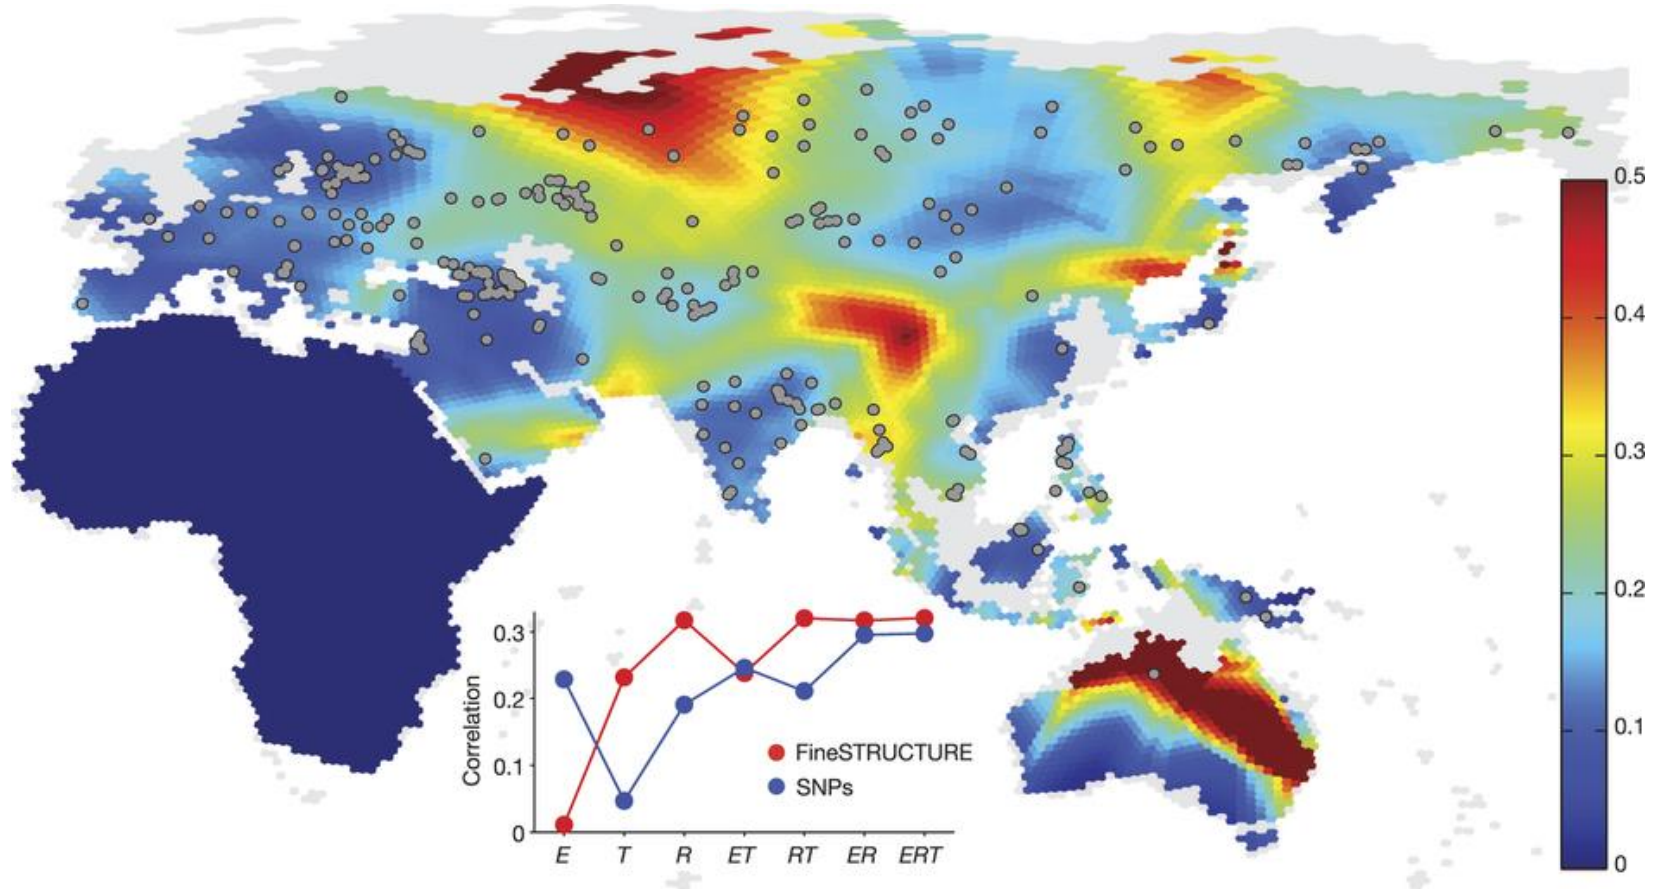 0.5
0.4
0.3
0.2
0.1
0
Correlation
0.3
0.2
0.1
0
FineSTRUCTURE
SNPs
E T R ET RT ER ERT